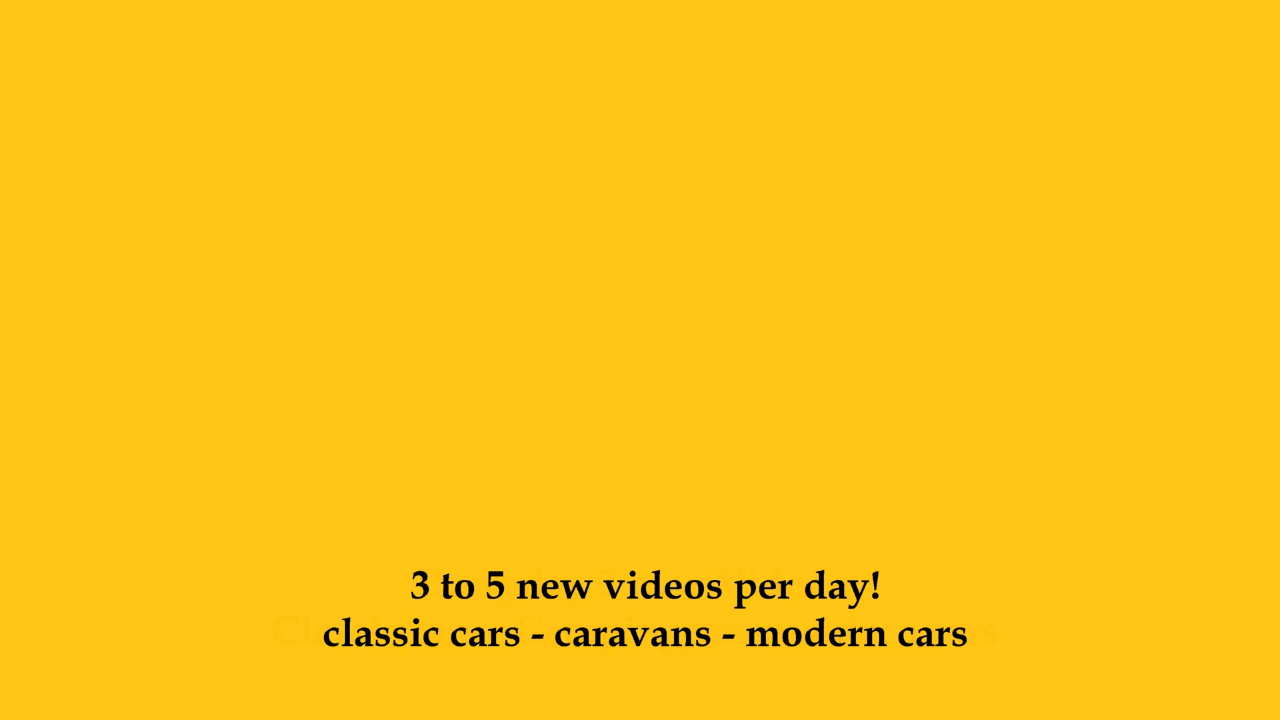 3 to 5 new videos per day!
classic cars - caravans - modern cars